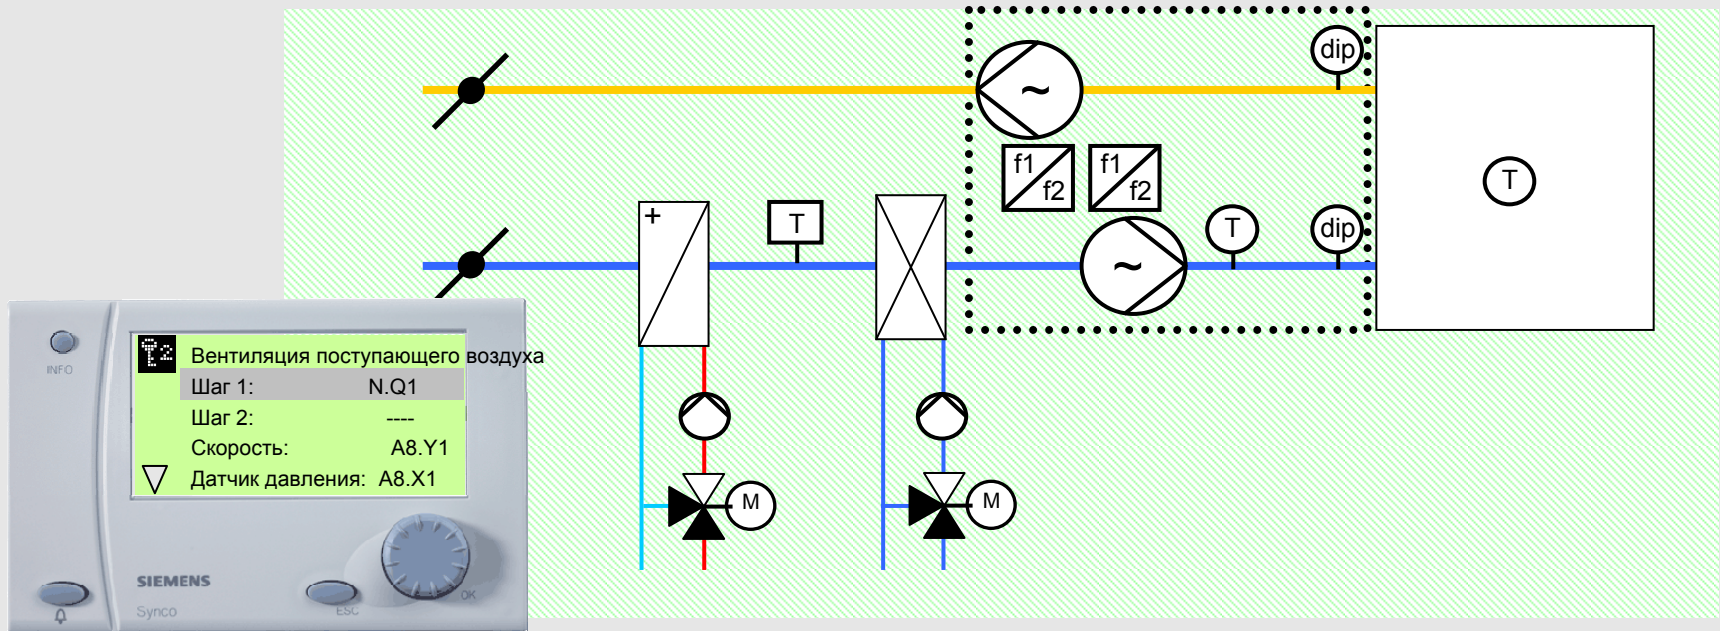 dip
~
f1
f2
f1
f2
T
+
T
T
dip
~
2
Вентиляция поступающего воздуха
Шаг 1: N.Q1
Шаг 2: ----
Скорость: A8.Y1
Датчик давления: A8.X1
INFO
M
M
SIEMENS
Synco
ESC
OK